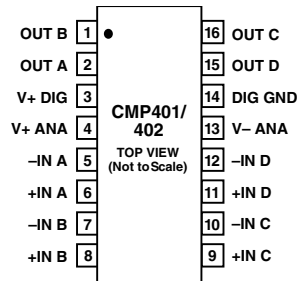 OUT B 1 16 OUT C
OUT A 2 15 OUT D
V+ DIG 3 14 DIG GND
CMP401/
402
V+ ANA 4 13 V– ANA
TOP VIEW
(Not to Scale)
–IN A 5 12 –IN D
+IN A 6 11 +IN D
–IN B 7 10 –IN C
+IN B 8 9 +IN C